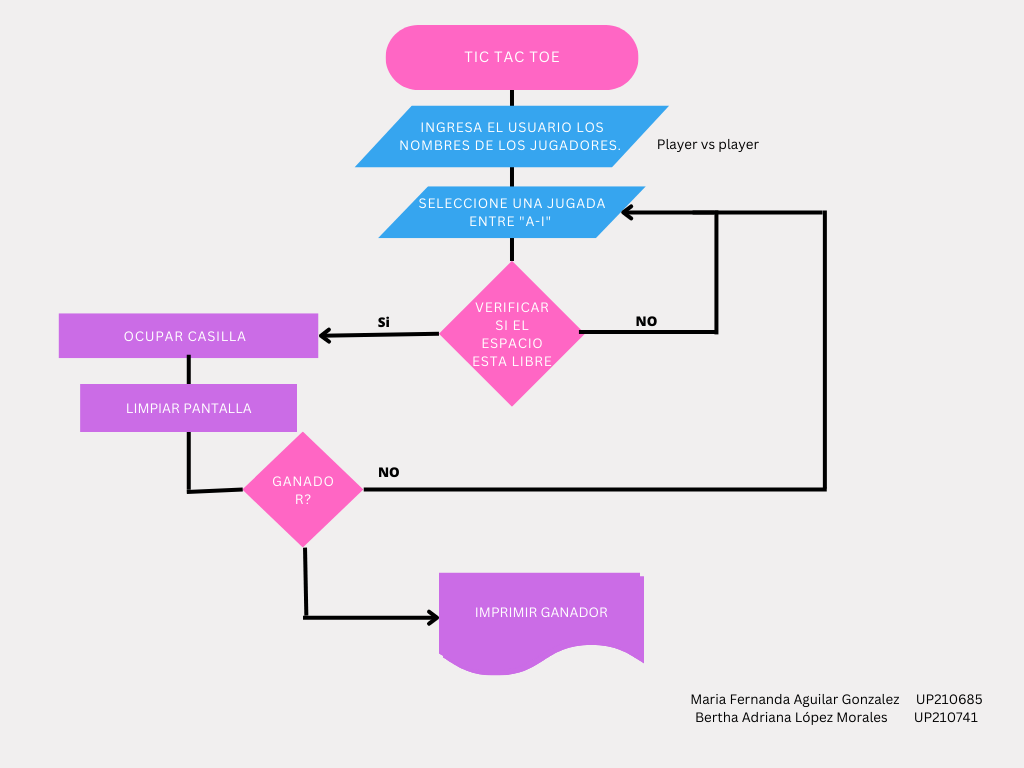 TIC TAC TOE
INGRESA EL USUARIO LOS
NOMBRES DE LOS JUGADORES.
Player vs player
SELECCIONE UNA JUGADA
ENTRE "A-I"
VERIFICAR
SI EL
ESPACIO
ESTA LIBRE
Si
NO
OCUPAR CASILLA
LIMPIAR PANTALLA
GANADO
R?
NO
IMPRIMIR GANADOR
Maria Fernanda Aguilar Gonzalez UP210685
Bertha Adriana López Morales UP210741